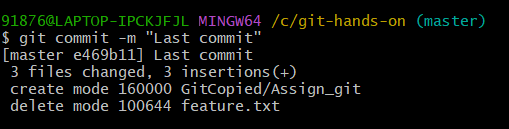 91876@LAPTOP-IPCKJFJL MINGW64 /c/git-hands-on (master)
$ git commit -m "Last commit"
[master e469b11] Last commit
 3 files changed, 3 insertions(+)
 create mode 160000 GitCopied/Assign_git
 delete mode 100644 feature.txt